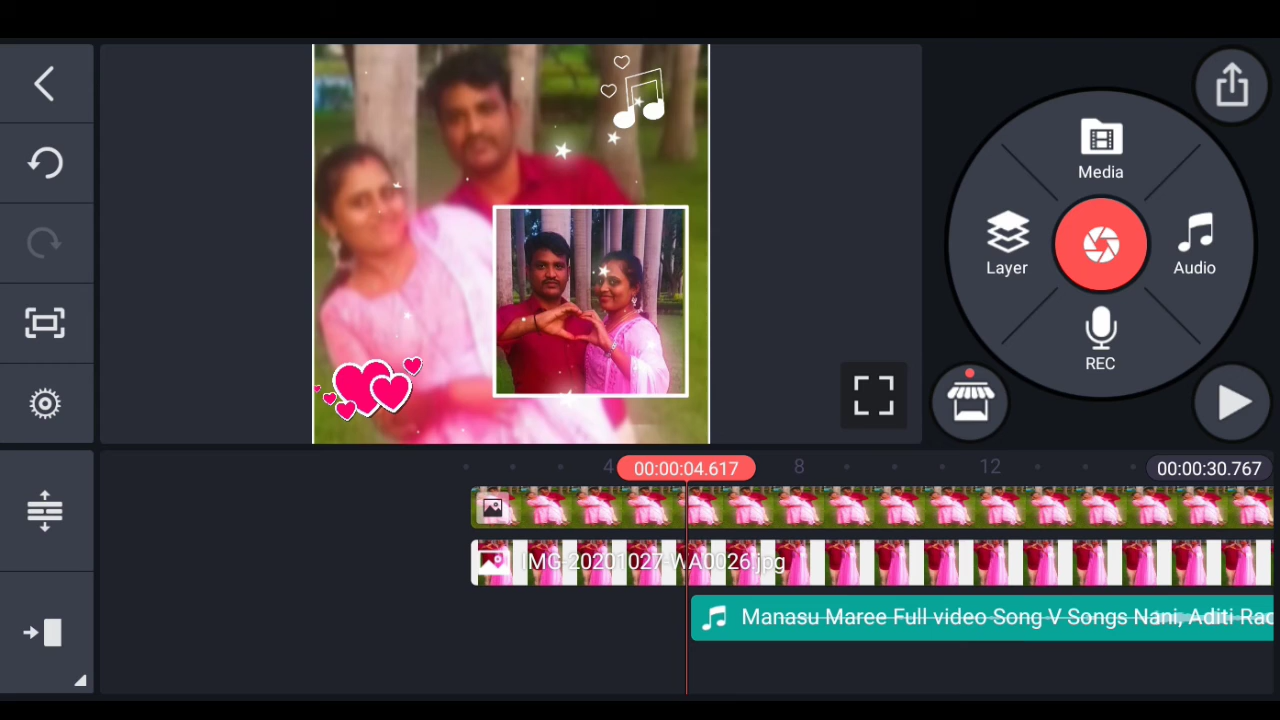 Media
Layer
Audio
REC
4
00:00:04.617
8
12
00:00:30.767
IMG-20201027-WA0026.jpg
Manasu Maree Full video Song V Songs Nani, Aditi Rao